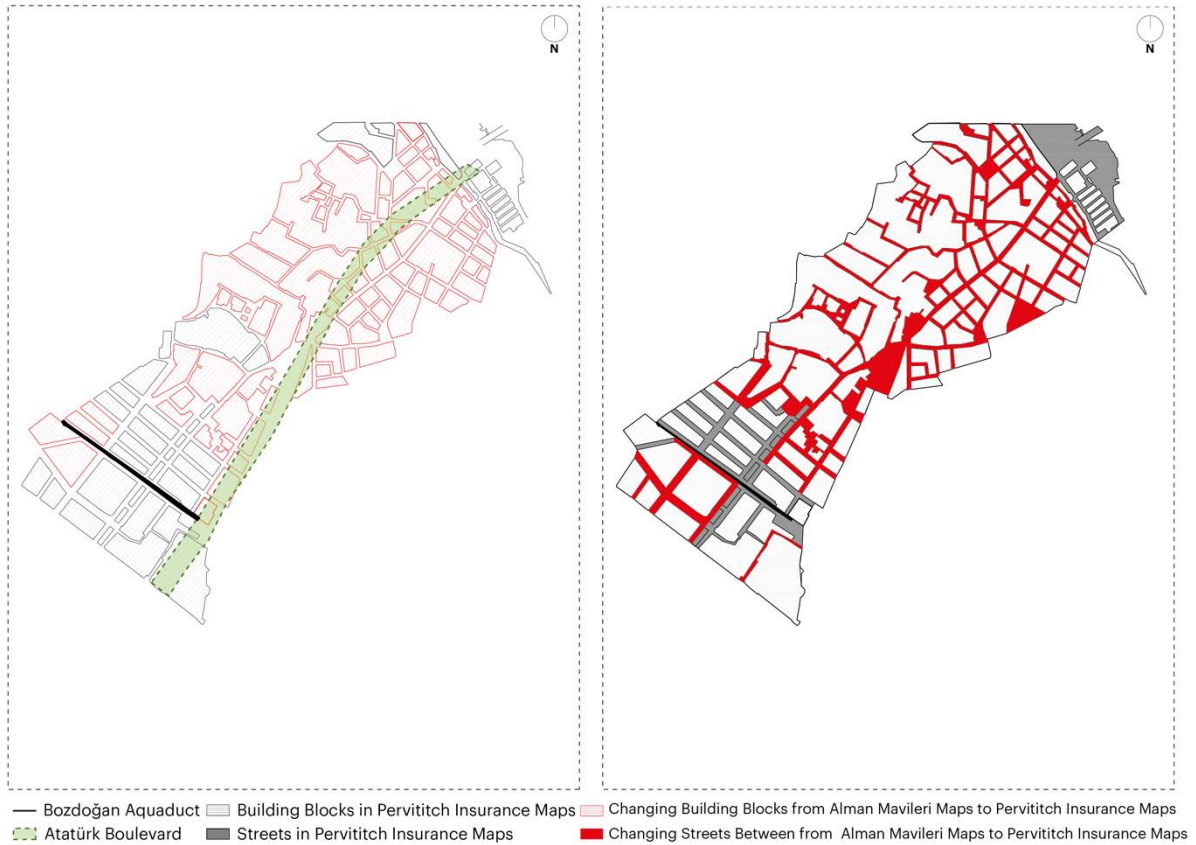 N
N
Bozdoğan Aquaduct Building Blocks in Pervititch Insurance Maps Changing Building Blocks from Alman Mavileri Maps to Pervititch Insurance Maps
Atatürk Boulevard Streets in Pervititch Insurance Maps Changing Streets Between from Alman Mavileri Maps to Pervititch Insurance Maps